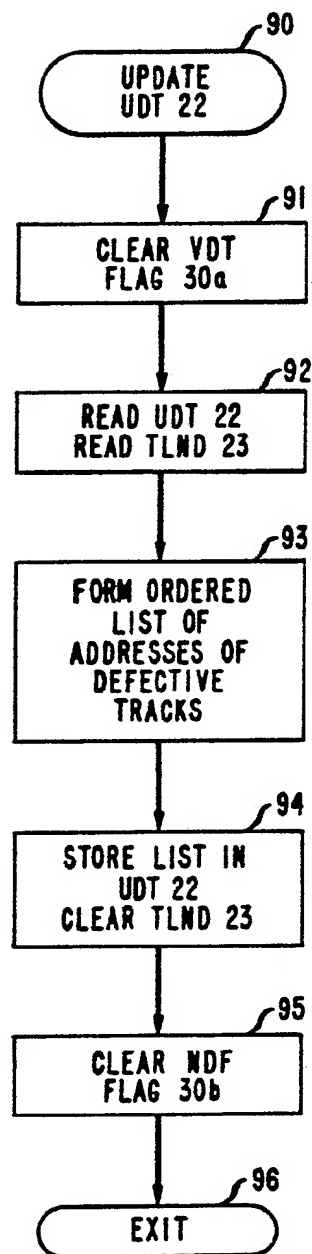 90
UPDATE
UDT 22
91
CLEAR VDT
FLAG 30a
92
READ UDT 22
READ TLND 23
93
FORM ORDERED
LIST OF
ADDRESSES OF
DEFECTIVE
TRACKS
94
STORE LIST IN
UDT 22
CLEAR TLND 23
95
CLEAR NDF
FLAG 30b
96
EXIT